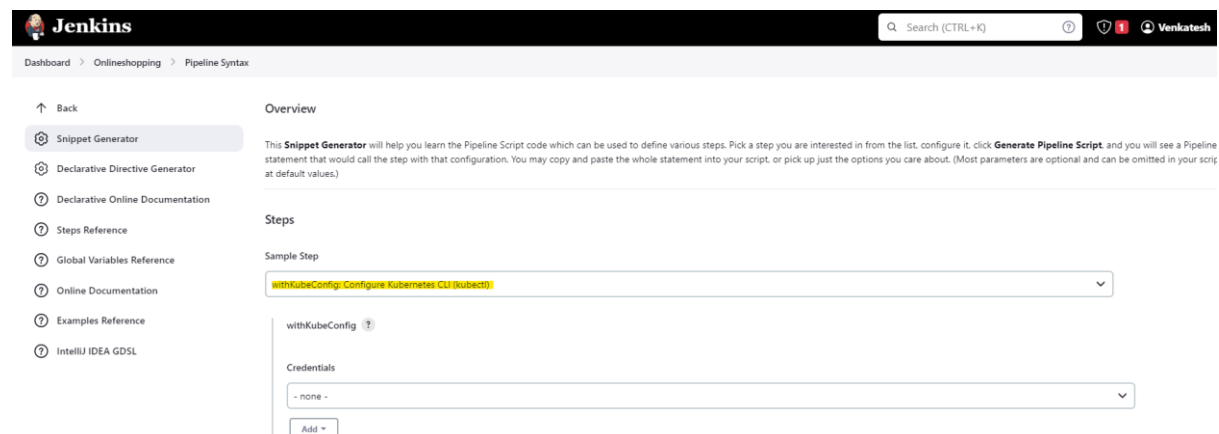 Jenkins
Search (CTRL+K)
?
1
Venkatesh
Dashboard > Onlineshopping > Pipeline Syntax
Back
Snippet Generator
Declarative Directive Generator
Declarative Online Documentation
Steps Reference
Global Variables Reference
Online Documentation
Examples Reference
IntelliJ IDEA GDSL
Overview
This Snippet Generator will help you learn the Pipeline Script code which can be used to define various steps. Pick a step you are interested in from the list, configure it, click Generate Pipeline Script, and you will see a Pipeline
statement that would call the step with that configuration. You may copy and paste the whole statement into your script, or pick up just the options you care about. (Most parameters are optional and can be omitted in your scrip
at default values.)
Steps
Sample Step
withKubeConfig: Configure Kubernetes CLI (kubectl)
withKubeConfig ?
Credentials
- none -
Add